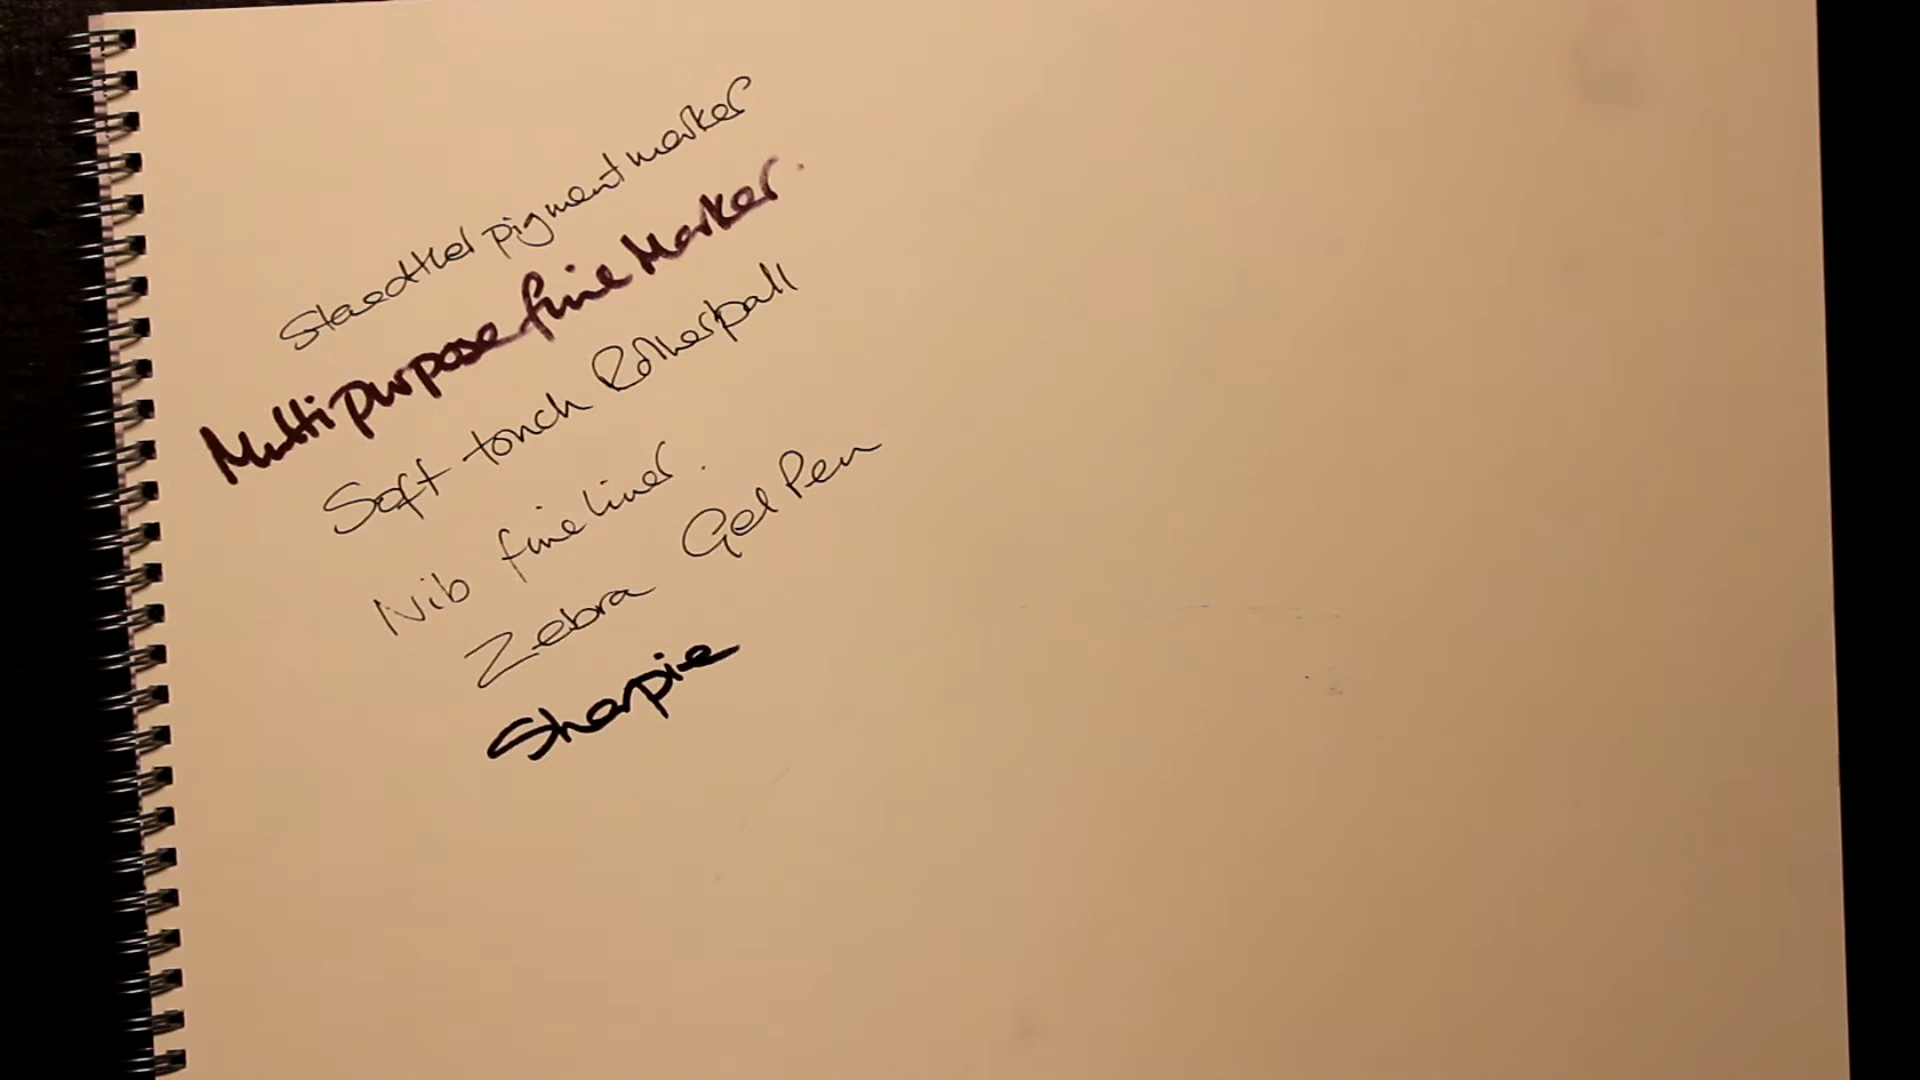 Staedtler pigment marker
Multi purpose fine Marker.
Soft touch Rollerball
Nib fine liner.
Zebra Gel Pen
Sharpie